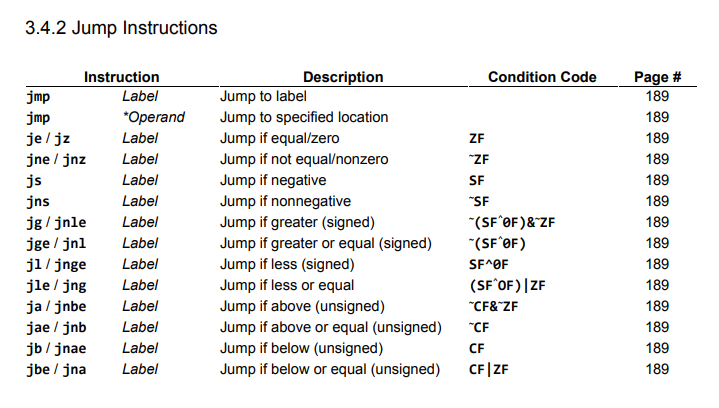 3.4.2 Jump Instructions
Instruction Description Condition Code Page #
jmp Label Jump to label 189
jmp *Operand Jump to specified location 189
je / jz Label Jump if equal/zero ZF 189
jne / jnz Label Jump if not equal/nonzero ~ZF 189
js Label Jump if negative SF 189
jns Label Jump if nonnegative ~SF 189
jg / jnle Label Jump if greater (signed) ~(SF^0F)&~ZF 189
jge / jnl Label Jump if greater or equal (signed) ~(SF^0F) 189
jl / jnge Label Jump if less (signed) SF^0F 189
jle / jng Label Jump if less or equal (SF^OF)|ZF 189
ja / jnbe Label Jump if above (unsigned) ~CF&~ZF 189
jae / jnb Label Jump if above or equal (unsigned) ~CF 189
jb / jnae Label Jump if below (unsigned) CF 189
jbe / jna Label Jump if below or equal (unsigned) CF|ZF 189